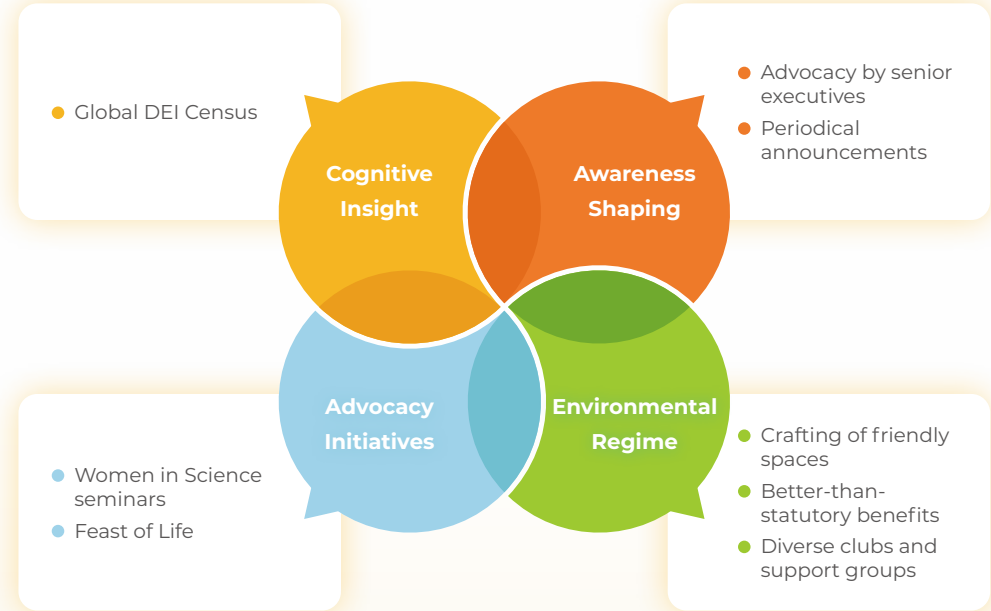 Global DEI Census
Cognitive
Insight
Awareness
Shaping
Advocacy by senior
executives
Periodical
announcements
Women in Science
seminars
Feast of Life
Advocacy
Initiatives
Environmental
Regime
Crafting of friendly
spaces
Better-than-
statutory benefits
Diverse clubs and
support groups